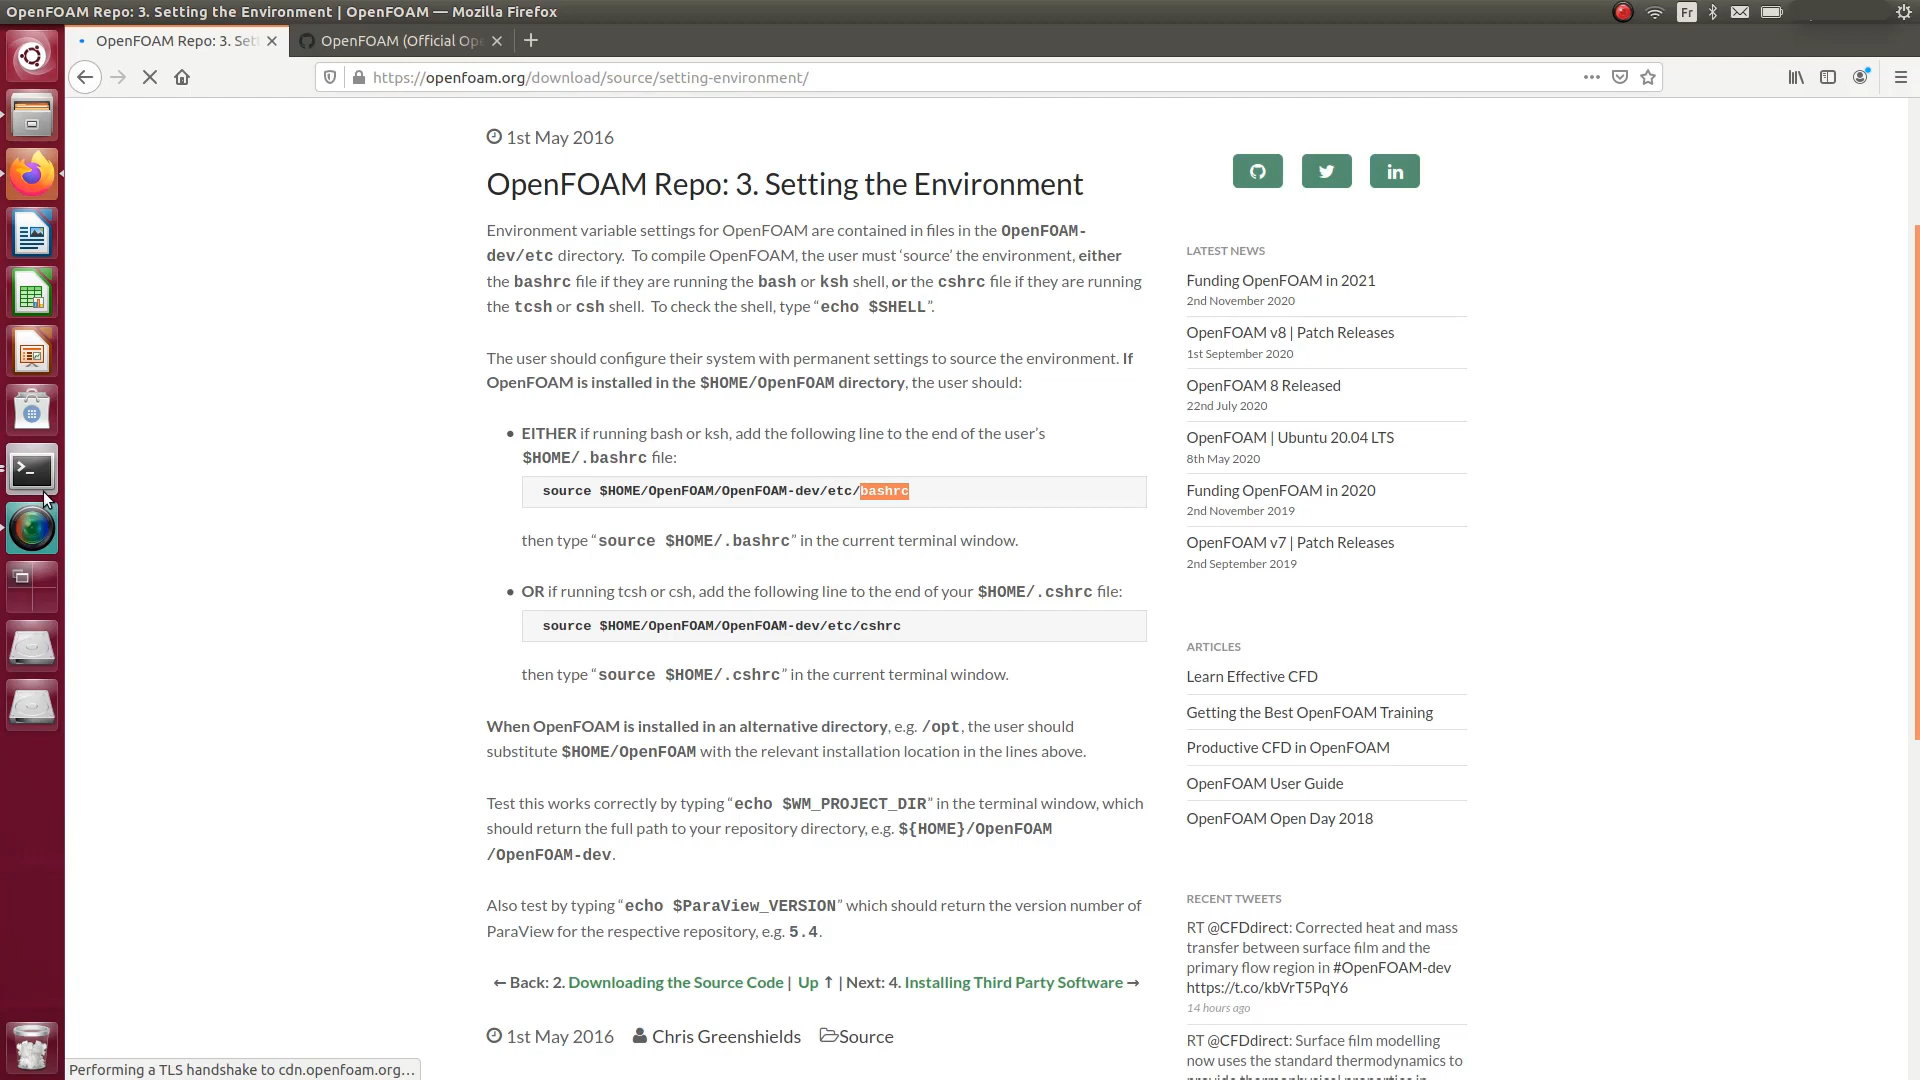 OpenFOAM Repo: 3. Setting the Environment | OpenFOAM — Mozilla Firefox
Fr
OpenFOAM Repo: 3. Set
OpenFOAM (Official Ope
https://openfoam.org/download/source/setting-environment/
1st May 2016
OpenFOAM Repo: 3. Setting the Environment
Environment variable settings for OpenFOAM are contained in files in the OpenFOAM-
dev/etc directory. To compile OpenFOAM, the user must ‘source’ the environment, either
the bashrc file if they are running the bash or ksh shell, or the cshrc file if they are running
the tcsh or csh shell. To check the shell, type “echo $SHELL”.
The user should configure their system with permanent settings to source the environment. If
OpenFOAM is installed in the $HOME/OpenFOAM directory, the user should:
• EITHER if running bash or ksh, add the following line to the end of the user’s
$HOME/.bashrc file:
source $HOME/OpenFOAM/OpenFOAM-dev/etc/bashrc
then type “source $HOME/.bashrc” in the current terminal window.
• OR if running tcsh or csh, add the following line to the end of your $HOME/.cshrc file:
source $HOME/OpenFOAM/OpenFOAM-dev/etc/cshrc
then type “source $HOME/.cshrc” in the current terminal window.
When OpenFOAM is installed in an alternative directory, e.g. /opt, the user should
substitute $HOME/OpenFOAM with the relevant installation location in the lines above.
Test this works correctly by typing “echo $WM_PROJECT_DIR” in the terminal window, which
should return the full path to your repository directory, e.g. ${HOME}/OpenFOAM
/OpenFOAM-dev.
Also test by typing “echo $ParaView_VERSION” which should return the version number of
ParaView for the respective repository, e.g. 5.4.
← Back: 2. Downloading the Source Code | Up ↑ | Next: 4. Installing Third Party Software →
1st May 2016 Chris Greenshields Source
LATEST NEWS
Funding OpenFOAM in 2021
2nd November 2020
OpenFOAM v8 | Patch Releases
1st September 2020
OpenFOAM 8 Released
22nd July 2020
OpenFOAM | Ubuntu 20.04 LTS
8th May 2020
Funding OpenFOAM in 2020
2nd November 2019
OpenFOAM v7 | Patch Releases
2nd September 2019
ARTICLES
Learn Effective CFD
Getting the Best OpenFOAM Training
Productive CFD in OpenFOAM
OpenFOAM User Guide
OpenFOAM Open Day 2018
RECENT TWEETS
RT @CFDdirect: Corrected heat and mass
transfer between surface film and the
primary flow region in #OpenFOAM-dev
https://t.co/kbVrT5PqY6
14 hours ago
RT @CFDdirect: Surface film modelling
now uses the standard thermodynamics to
provide thermophysical properties in
Performing a TLS handshake to cdn.openfoam.org…